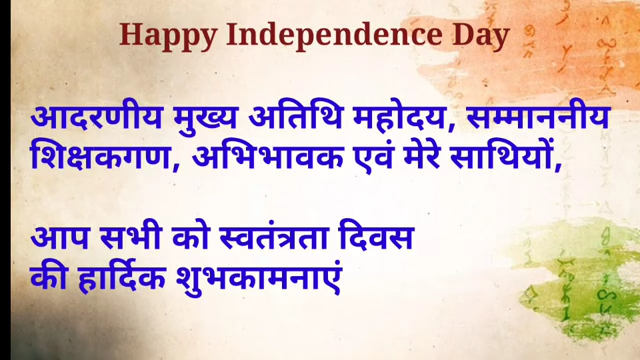 Happy Independence Day
आदरणीय मुख्य अतिथि महोदय, सम्माननीय
शिक्षकगण, अभिभावक एवं मेरे साथियों,
आप सभी को स्वतंत्रता दिवस
की हार्दिक शुभकामनाएं